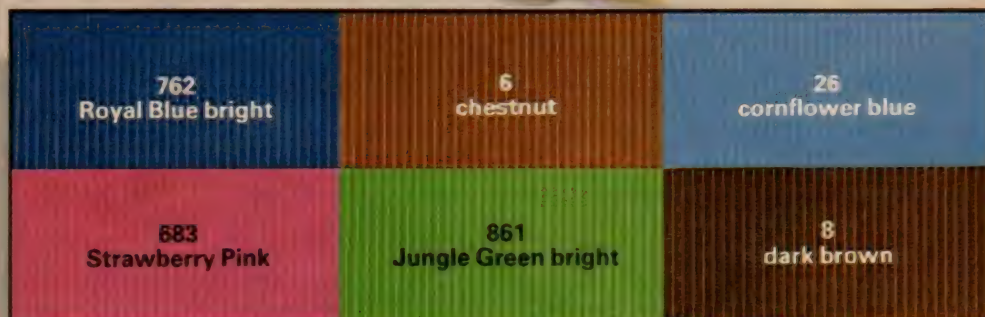 762
Royal Blue bright
6
chestnut
26
cornflower blue
683
Strawberry Pink
861
Jungle Green bright
8
dark brown